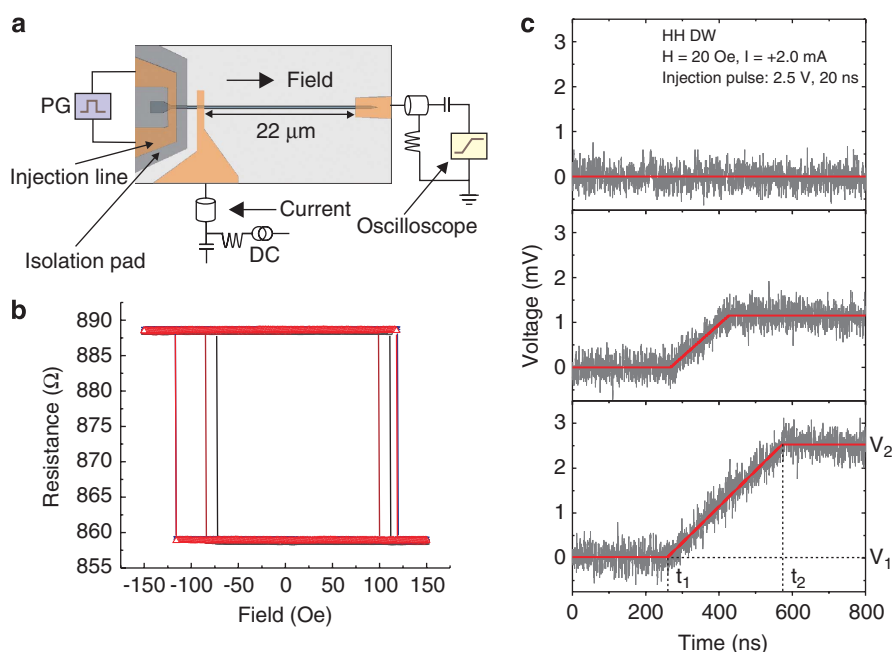 a
Field
PG
22 μm
Injection line
Current
Oscilloscope
Isolation pad
DC
b
890
885
880
875
870
865
860
855
Resistance (Ω)
-150 -100 -50 0 50 100 150
Field (Oe)
c
HH DW
H = 20 Oe, I = +2.0 mA
Injection pulse: 2.5 V, 20 ns
3
2
1
0
3
2
1
0
3
2
1
0
Voltage (mV)
V2
V1
t1
t2
0 200 400 600 800
Time (ns)